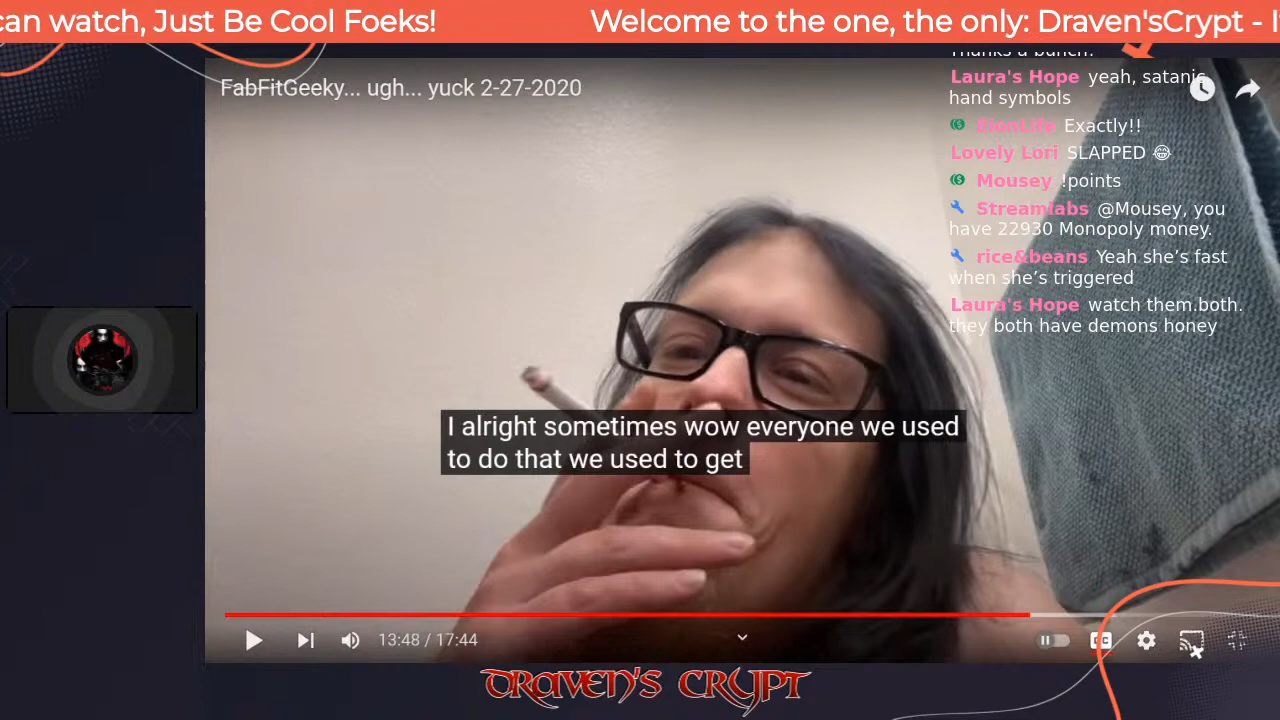 can watch, Just Be Cool Foeks!
Welcome to the one, the only: Draven'sCrypt - I
Thanks a bunch!
FabFitGeeky... ugh... yuck 2-27-2020
Laura's Hope yeah, satanic
hand symbols
ElonLife Exactly!!
Lovely Lori SLAPPED 😂
Mousey !points
Streamlabs @Mousey, you
have 22930 Monopoly money.
rice&beans Yeah she’s fast
when she’s triggered
Laura's Hope watch them.both.
they both have demons honey
I alright sometimes wow everyone we used
to do that we used to get
13:48 / 17:44
CC
DRAVEN'S CRYPT